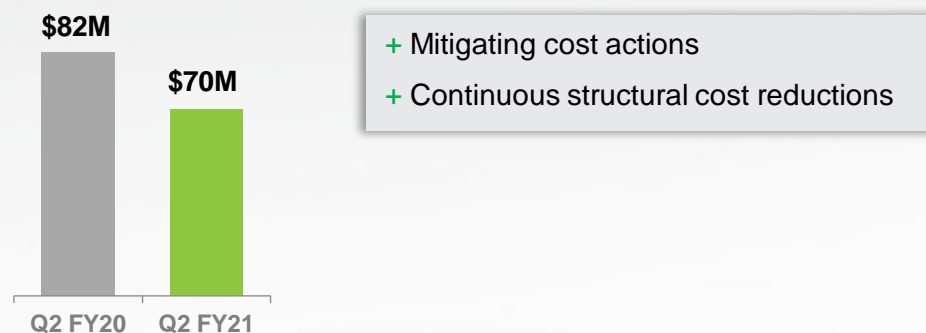 $82M
$70M
Q2 FY20 Q2 FY21
+ Mitigating cost actions
+ Continuous structural cost reductions